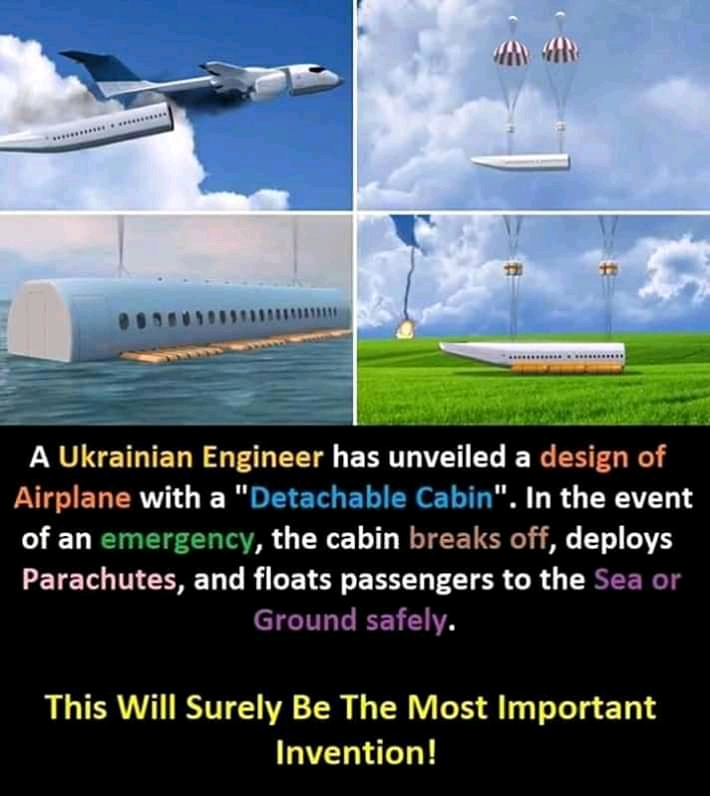 A Ukrainian Engineer has unveiled a design of
Airplane with a "Detachable Cabin". In the event
of an emergency, the cabin breaks off, deploys
Parachutes, and floats passengers to the Sea or
Ground safely.
This Will Surely Be The Most Important
Invention!